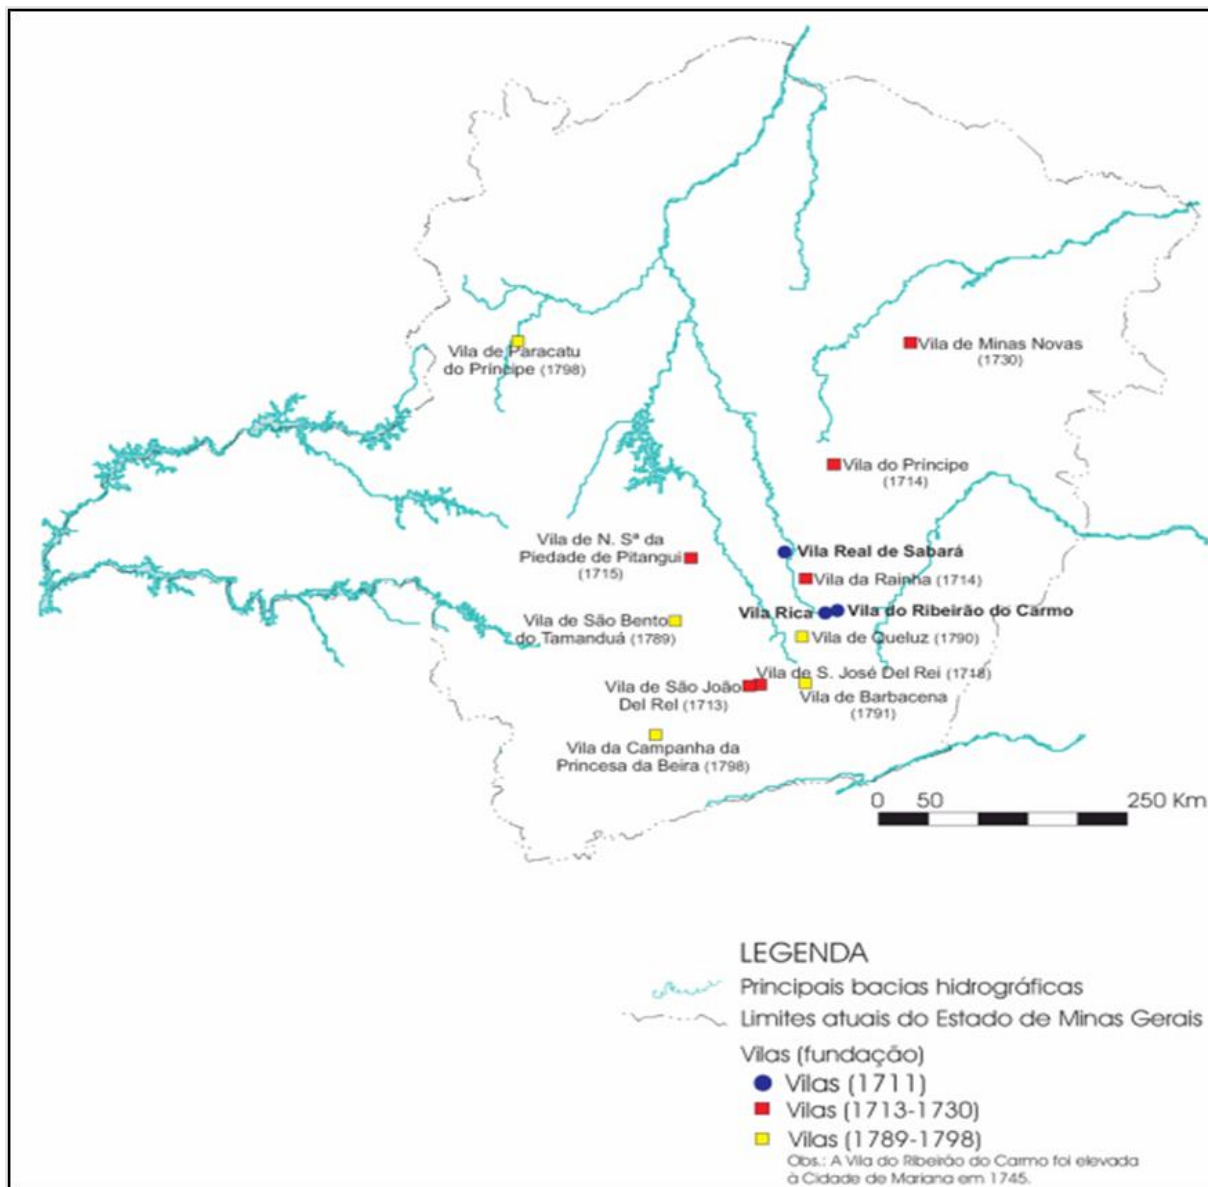 Vila de Paracatu
do Príncipe (1798)
Vila de Minas Novas
(1730)
Vila do Príncipe
(1714)
Vila de N. Sª da
Piedade de Pitangui
(1715)
Vila Real de Sabará
Vila da Rainha (1714)
Vila Rica
Vila do Ribeirão do Carmo
Vila de São Bento
do Tamanduá (1789)
Vila de Queluz (1790)
Vila de S. José Del Rei (1718)
Vila de São João
Del Rel (1713)
Vila de Barbacena
(1791)
Vila da Campanha da
Princesa da Beira (1798)
0 50 250 Km
LEGENDA
Principais bacias hidrográficas
Limites atuais do Estado de Minas Gerais
Vilas (fundação)
Vilas (1711)
Vilas (1713-1730)
Vilas (1789-1798)
Obs.: A Vila do Ribeirão do Carmo foi elevada
à Cidade de Mariana em 1745.